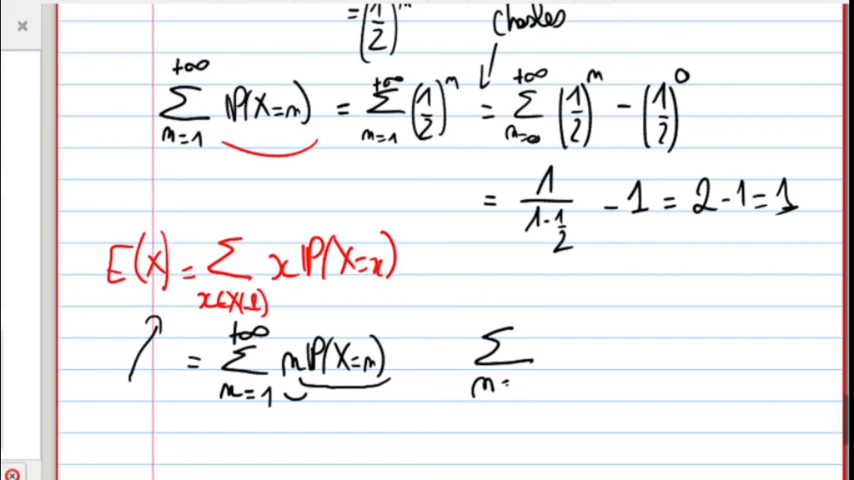 = (1/2)^n Chasles
∑_{n=1}^{+∞} ℙ(X=n) = ∑_{n=1}^{+∞} (1/2)^n = ∑_{n=0}^{+∞} (1/2)^n - (1/2)^0
= 1/(1-1/2) - 1 = 2-1 = 1
E(X) = ∑_{x∈X(Ω)} x ℙ(X=x)
= ∑_{n=1}^{+∞} n ℙ(X=n) ∑_{n=